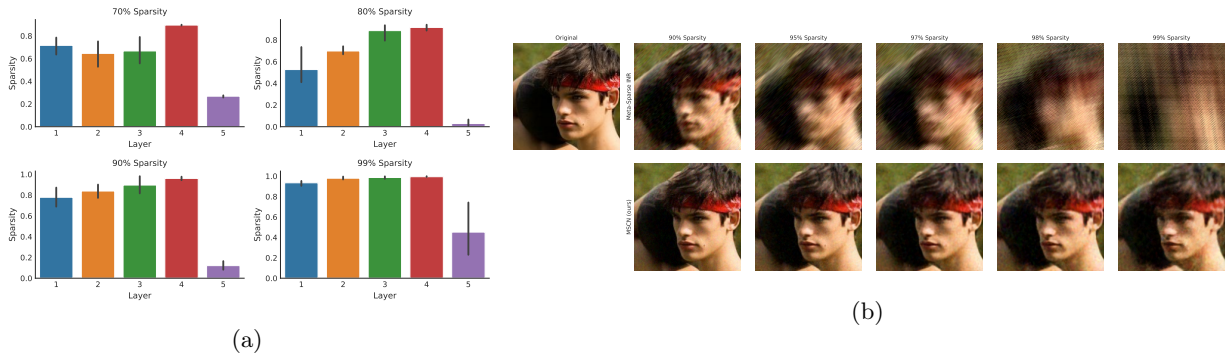 70% Sparsity
Sparsity
0.8
0.6
0.4
0.2
0.0
1 2 3 4 5
Layer
80% Sparsity
0.8
0.6
0.4
0.2
0.0
1 2 3 4 5
Layer
90% Sparsity
Sparsity
1.0
0.8
0.6
0.4
0.2
0.0
1 2 3 4 5
Layer
99% Sparsity
Sparsity
1.0
0.8
0.6
0.4
0.2
0.0
1 2 3 4 5
Layer
(a)
Original
90% Sparsity
95% Sparsity
97% Sparsity
98% Sparsity
99% Sparsity
Meta-Sparse INR
MSCN (ours)
(b)